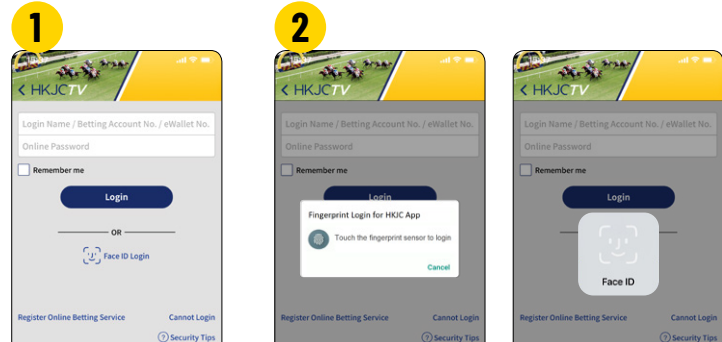 1
HKJCTV
Login Name / Betting Account No. / eWallet No.
Online Password
Remember me
Login
OR
Face ID Login
Register Online Betting Service
Cannot Login
? Security Tips
2
HKJCTV
Login Name / Betting Account No. / eWallet No.
Online Password
Remember me
Login
Fingerprint Login for HKJC App
Touch the fingerprint sensor to login
Cancel
Register Online Betting Service
Cannot Login
? Security Tips
HKJCTV
Login Name / Betting Account No. / eWallet No.
Online Password
Remember me
Login
Face ID
Register Online Betting Service
Cannot Login
? Security Tips